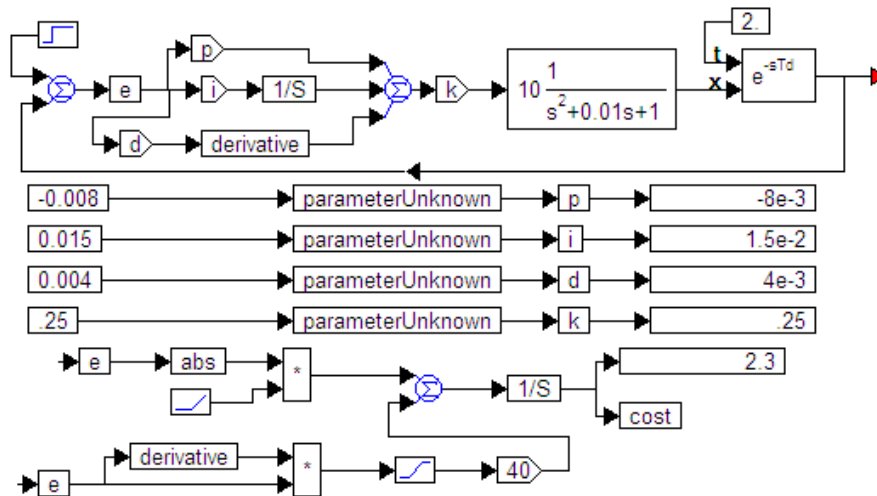 2.
p
t
Σ
e
i
1/S
Σ
k
10 1/(s²+0.01s+1)
x
e^-sTd
d
derivative
-0.008 parameterUnknown p -8e-3
0.015 parameterUnknown i 1.5e-2
0.004 parameterUnknown d 4e-3
.25 parameterUnknown k .25
e abs * Σ 1/S 2.3
cost
derivative * 40
e